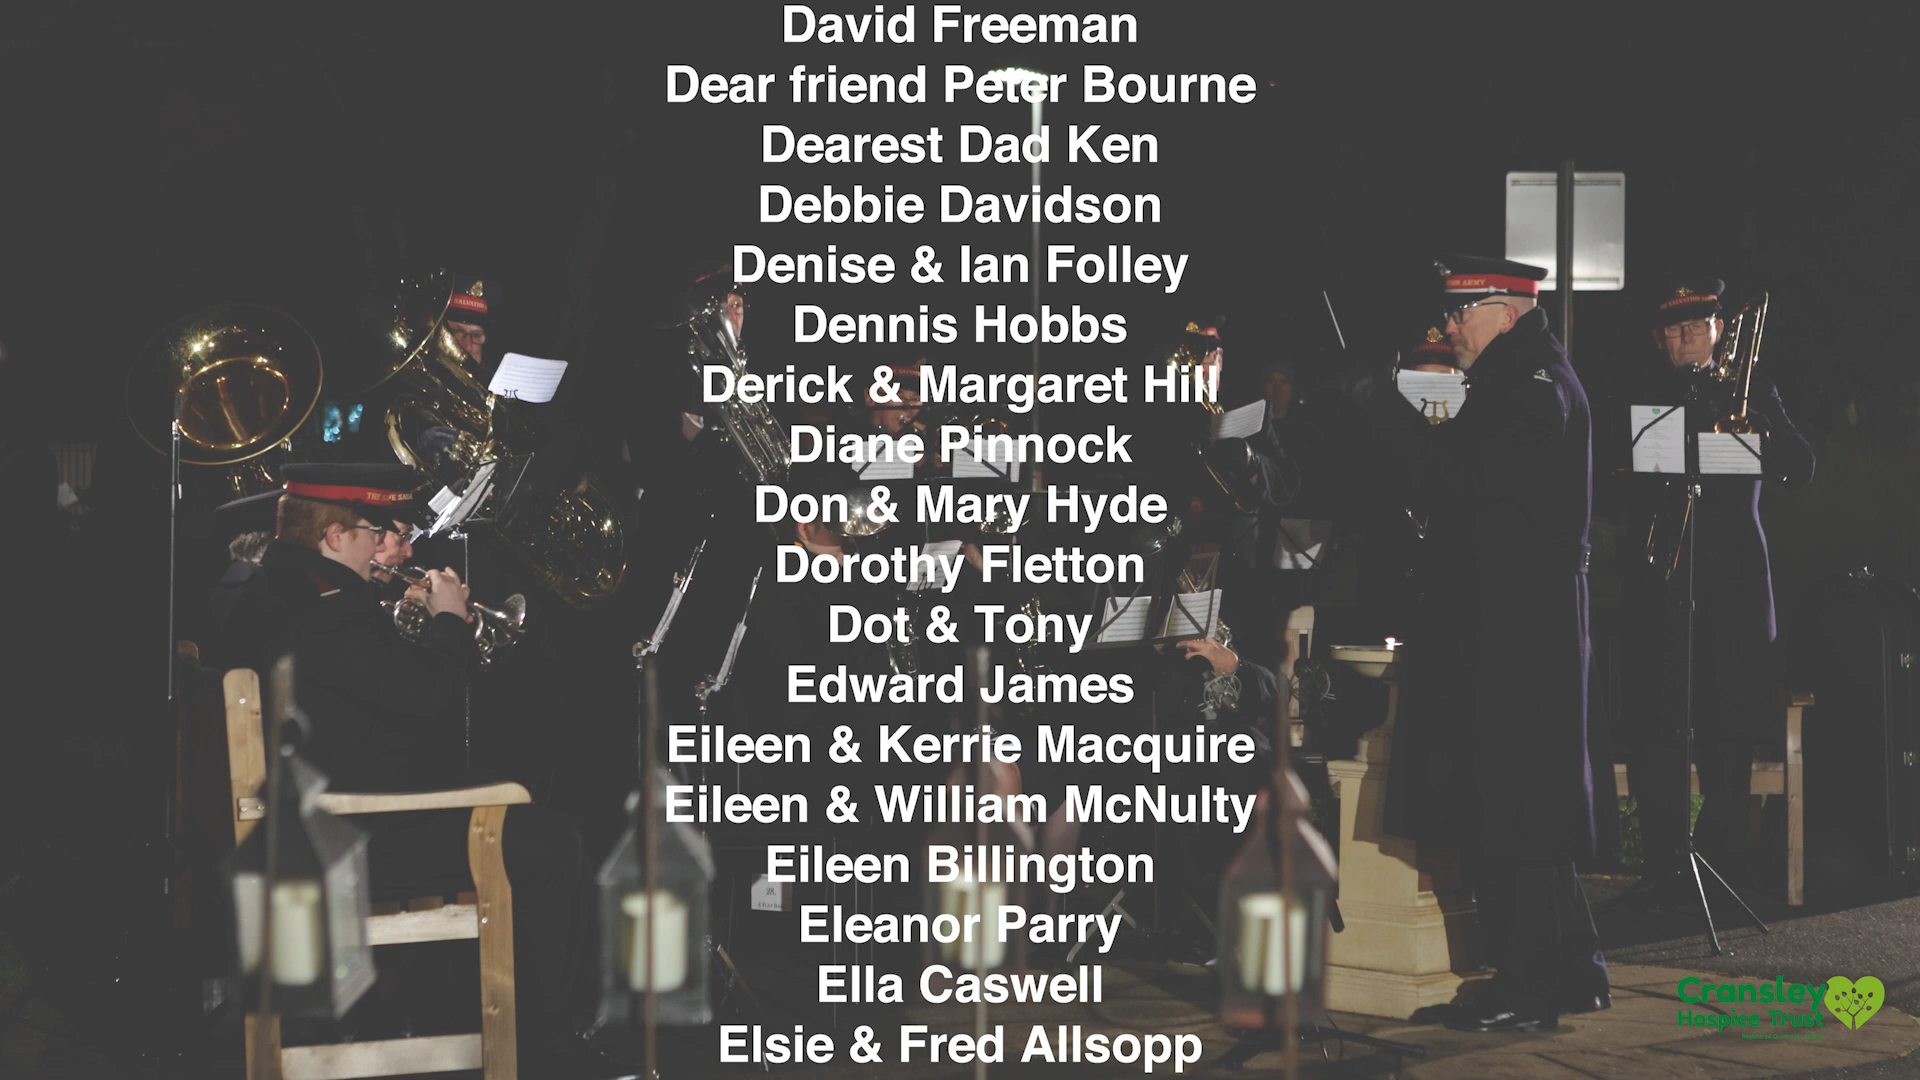 David Freeman
Dear friend Peter Bourne
Dearest Dad Ken
Debbie Davidson
Denise & Ian Folley
Dennis Hobbs
Derick & Margaret Hill
Diane Pinnock
Don & Mary Hyde
Dorothy Fletton
Dot & Tony
Edward James
Eileen & Kerrie Macquire
Eileen & William McNulty
Eileen Billington
Eleanor Parry
Ella Caswell
Elsie & Fred Allsopp
Cransley
Hospice Trust